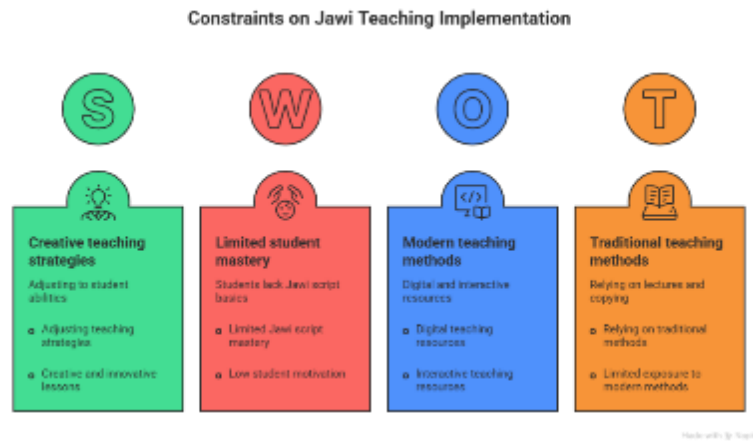 Constraints on Jawi Teaching Implementation
S
W
O
T
Creative teaching
strategies
Adjusting to student
abilities
Adjusting teaching
strategies
Creative and innovative
lessons
Limited student
mastery
Students lack Jawi script
basics
Limited Jawi script
mastery
Low student motivation
</>
Modern teaching
methods
Digital and interactive
resources
Digital teaching
resources
Interactive teaching
resources
Traditional teaching
methods
Relying on lectures and
copying
Relying on traditional
methods
Limited exposure to
modern methods
Made with